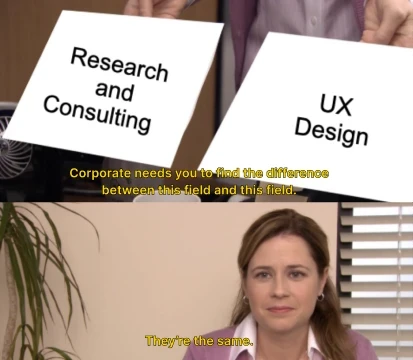 Research
and
Consulting
UX
Design
Corporate needs you to find the difference
between this field and this field.
They're the same.